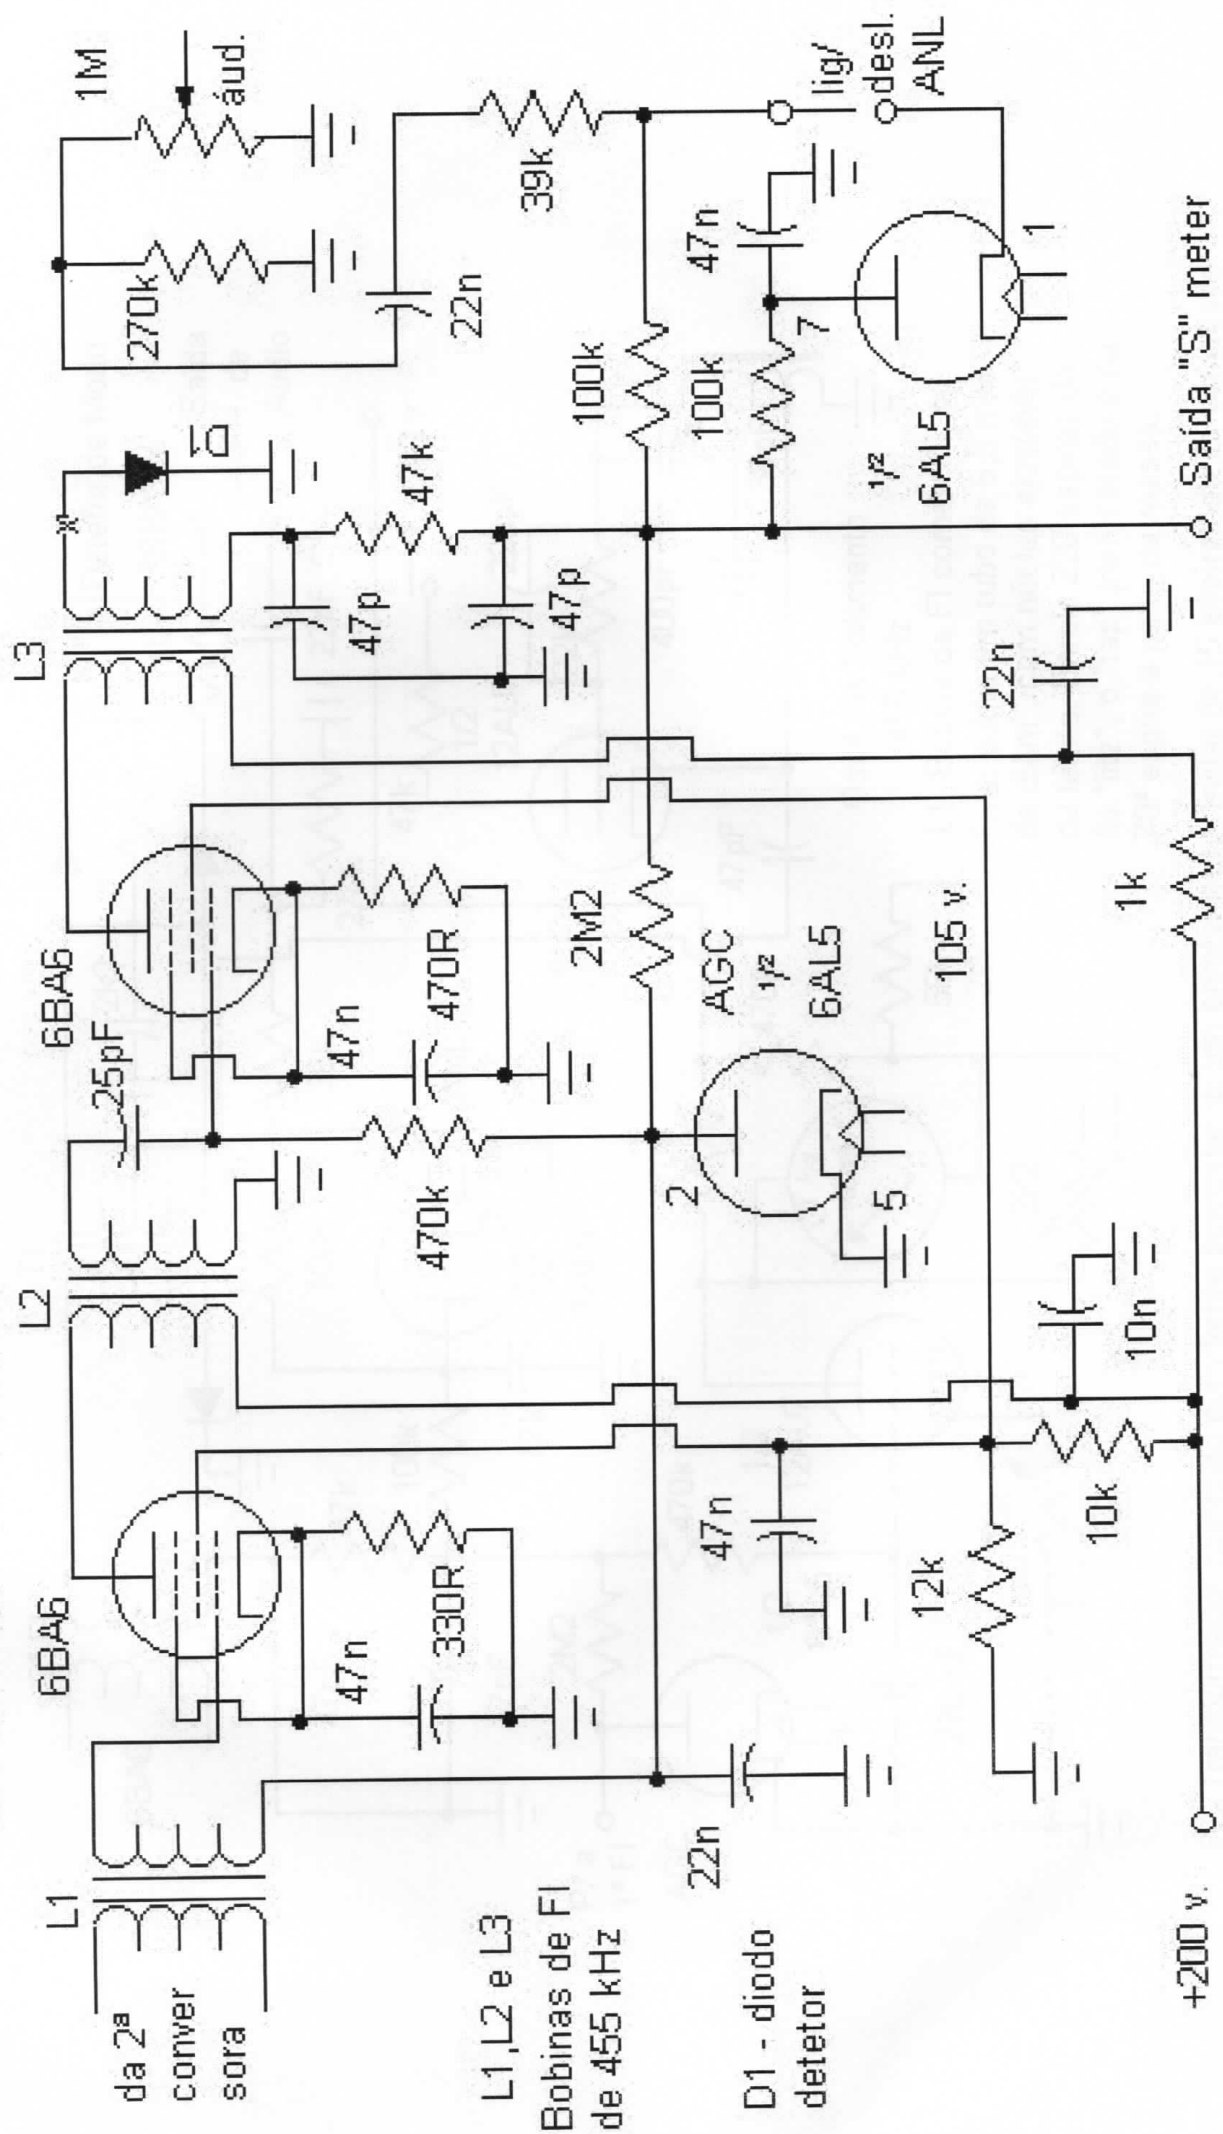 da 2ª
conver
sora
L1
6BA6
L2
25pF
6BA6
L3
D1
270k
1M
áud.
47n
330R
470k
47n
470R
47p
47k
47p
22n
39k
L1,L2 e L3
Bobinas de FI
de 455 kHz
22n
2M2
AGC
1/2
6AL5
2
5
100k
100k
47n
7
1/2
6AL5
1
lig/
desl.
ANL
D1 - diodo
detetor
47n
12k
10k
10n
105 v.
22n
1k
+200 v.
Saída "S" meter